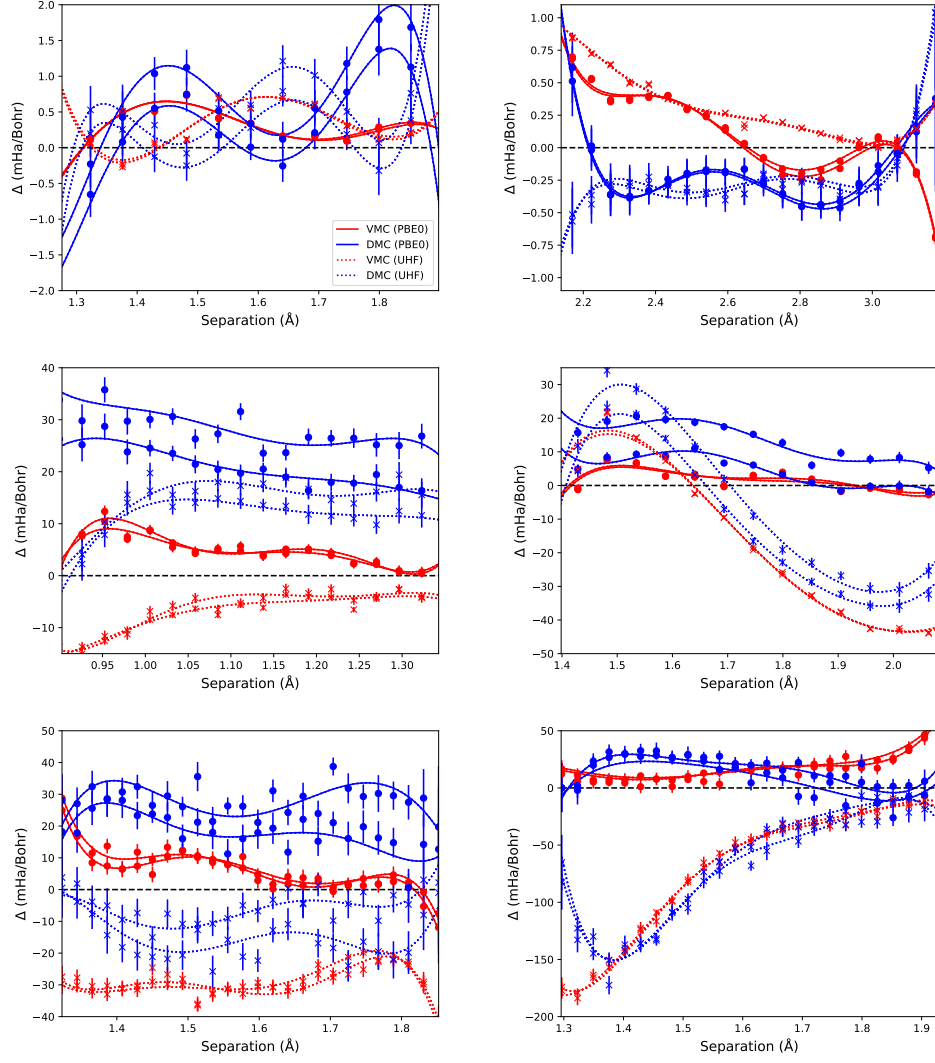 2.0
1.5
1.0
0.5
0.0
−0.5
−1.0
−1.5
−2.0
Δ (mHa/Bohr)
1.3 1.4 1.5 1.6 1.7 1.8
Separation (Å)
VMC (PBE0)
DMC (PBE0)
VMC (UHF)
DMC (UHF)
1.00
0.75
0.50
0.25
0.00
−0.25
−0.50
−0.75
−1.00
Δ (mHa/Bohr)
2.2 2.4 2.6 2.8 3.0
Separation (Å)
40
30
20
10
0
−10
Δ (mHa/Bohr)
0.95 1.00 1.05 1.10 1.15 1.20 1.25 1.30
Separation (Å)
30
20
10
0
−10
−20
−30
−40
−50
Δ (mHa/Bohr)
1.4 1.5 1.6 1.7 1.8 1.9 2.0
Separation (Å)
50
40
30
20
10
0
−10
−20
−30
−40
Δ (mHa/Bohr)
1.4 1.5 1.6 1.7 1.8
Separation (Å)
50
0
−50
−100
−150
−200
Δ (mHa/Bohr)
1.3 1.4 1.5 1.6 1.7 1.8 1.9
Separation (Å)